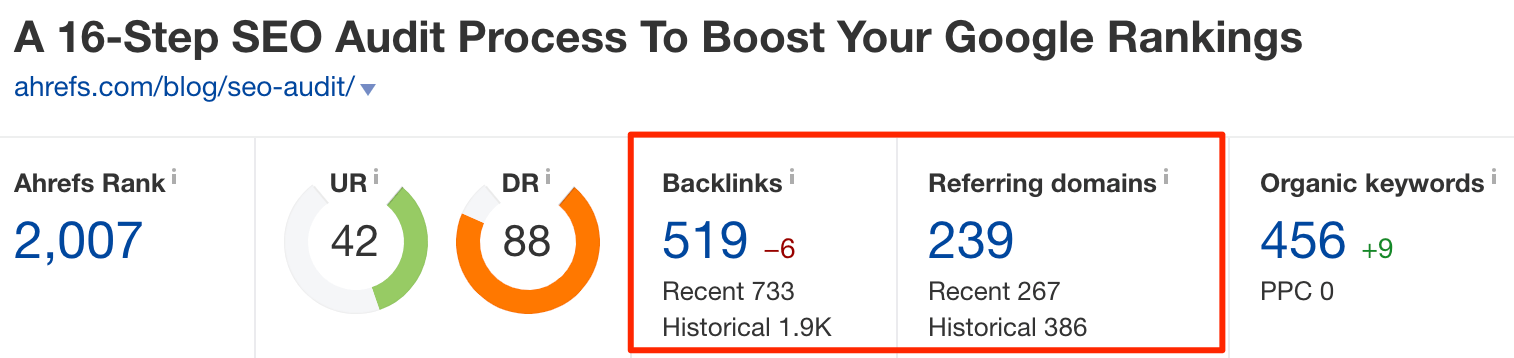 A 16-Step SEO Audit Process To Boost Your Google Rankings
ahrefs.com/blog/seo-audit/
Ahrefs Rank i
2,007
UR i
42
DR i
88
Backlinks i
519 –6
Recent 733
Historical 1.9K
Referring domains i
239
Recent 267
Historical 386
Organic keywords i
456 +9
PPC 0